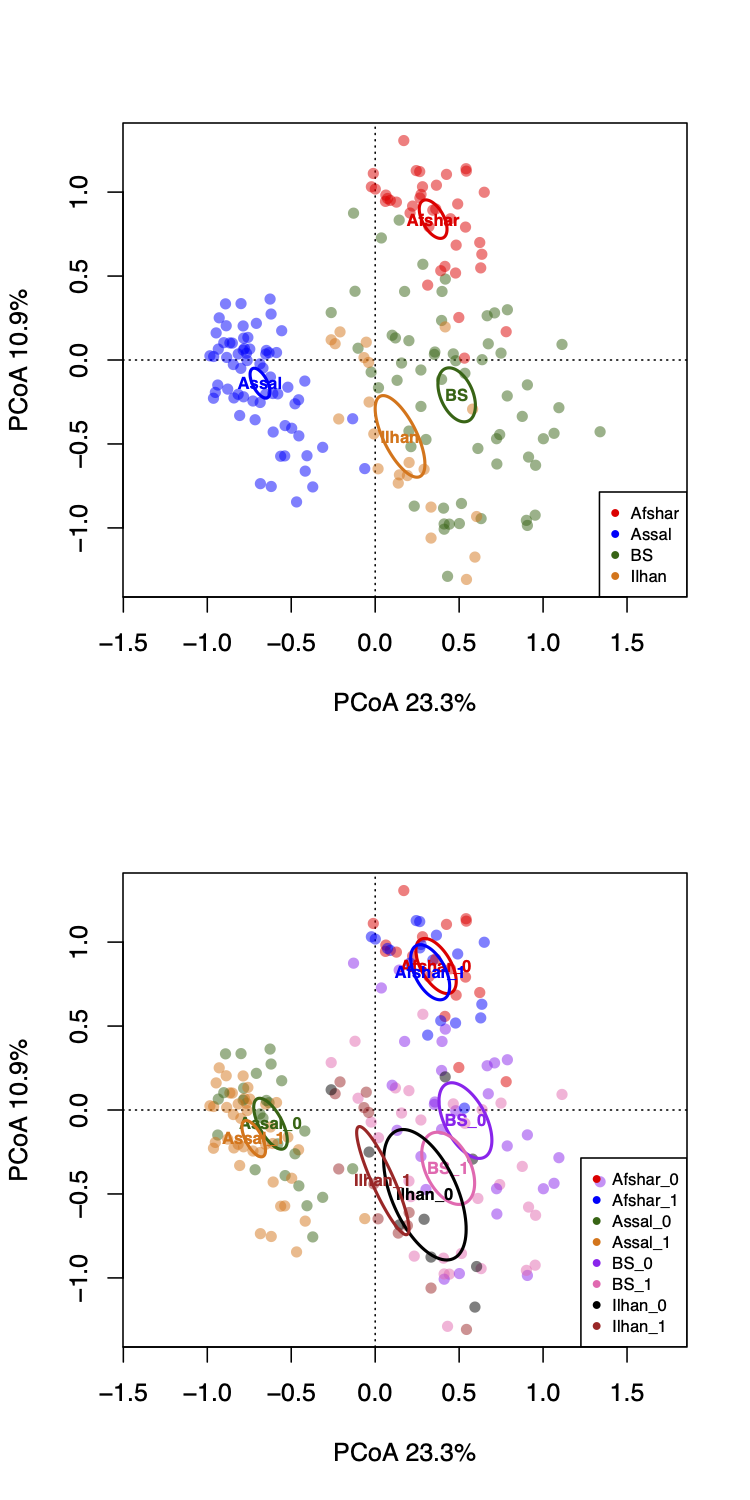 1.0
0.5
0.0
−0.5
−1.0
PCoA 10.9%
Afshar
Assal
BS
Ilhan
Afshar
Assal
BS
Ilhan
−1.5 −1.0 −0.5 0.0 0.5 1.0 1.5
PCoA 23.3%
1.0
0.5
0.0
−0.5
−1.0
PCoA 10.9%
Afshar_0
Afshar_1
Assal_0
Assal_1
BS_0
BS_1
Ilhan_1
Ilhan_0
Afshar_0
Afshar_1
Assal_0
Assal_1
BS_0
BS_1
Ilhan_0
Ilhan_1
−1.5 −1.0 −0.5 0.0 0.5 1.0 1.5
PCoA 23.3%